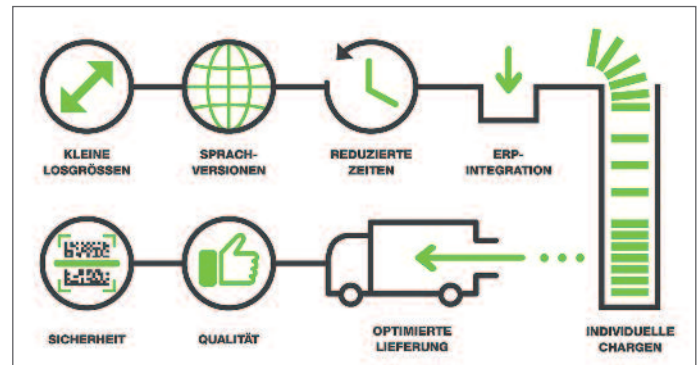 KLEINE
LOSGRÖSSEN
SPRACH-
VERSIONEN
REDUZIERTE
ZEITEN
ERP-
INTEGRATION
SICHERHEIT
QUALITÄT
OPTIMIERTE
LIEFERUNG
INDIVIDUELLE
CHARGEN